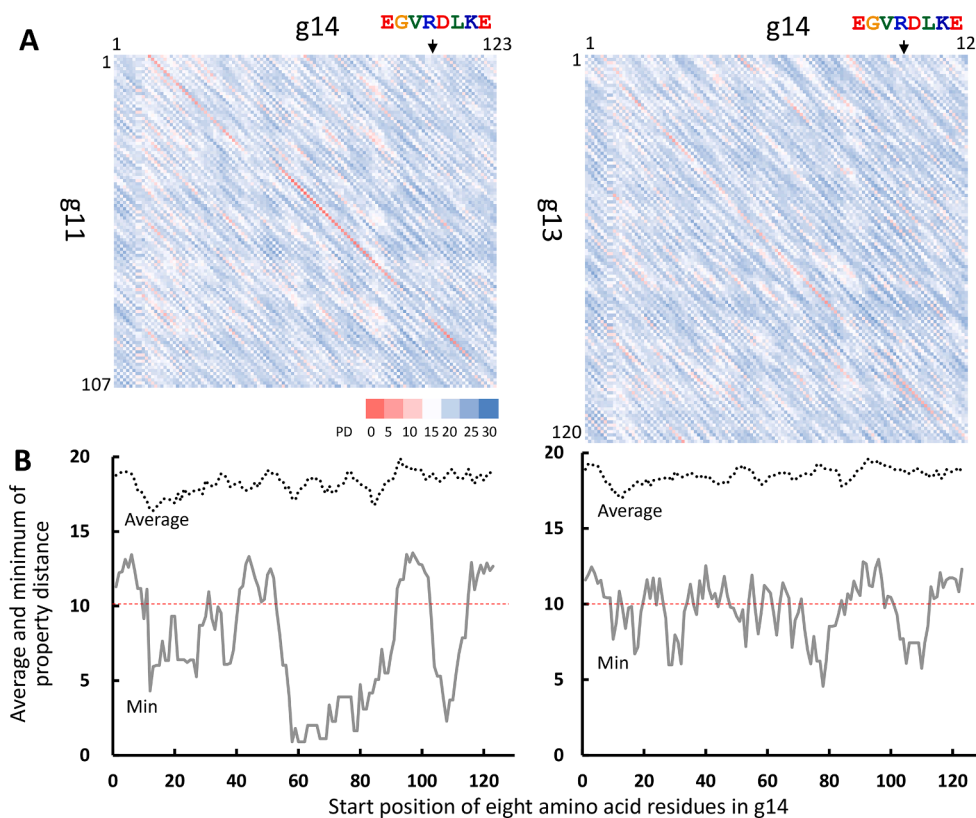 A
g14
EGVRDLKE
1
123
1
g11
107
PD 0 5 10 15 20 25 30
g14
EGVRDLKE
1
12
1
g13
120
B
Average and minimum of
property distance
20
15
10
5
0
Average
Min
0 20 40 60 80 100 120
20
15
10
5
0
Average
Min
0 20 40 60 80 100 120
Start position of eight amino acid residues in g14